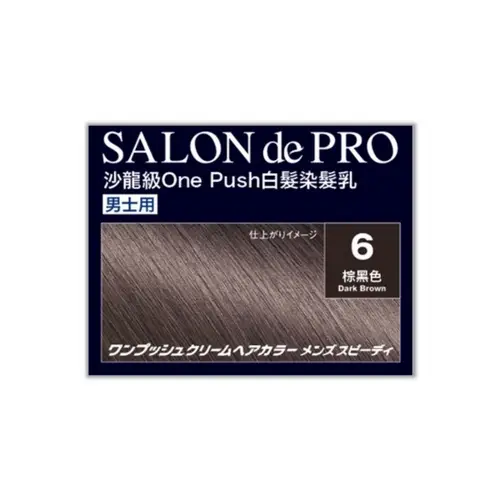 SALON de PRO
沙龍級One Push白髮染髮乳
男士用
仕上がりイメージ
6
棕黑色
Dark Brown
ワンプッシュクリームヘアカラー メンズ スピーディ